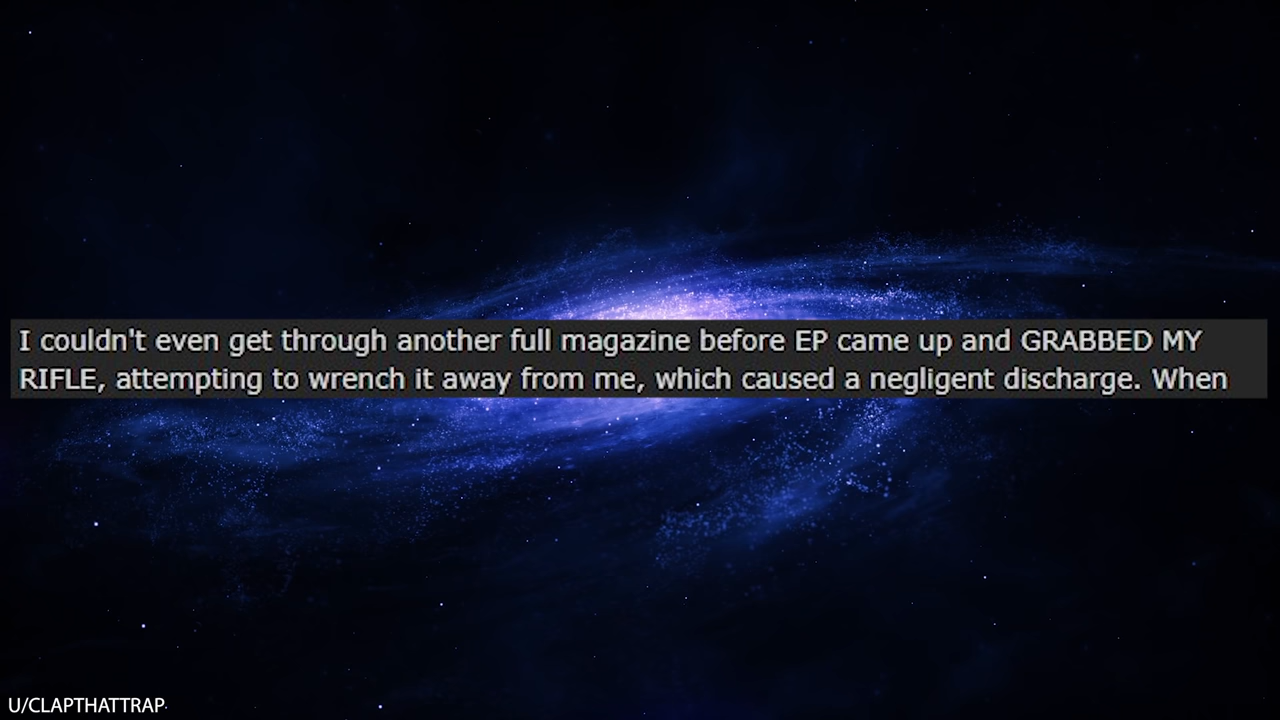 I couldn't even get through another full magazine before EP came up and GRABBED MY
RIFLE, attempting to wrench it away from me, which caused a negligent discharge. When
U/CLAPTHATTRAP